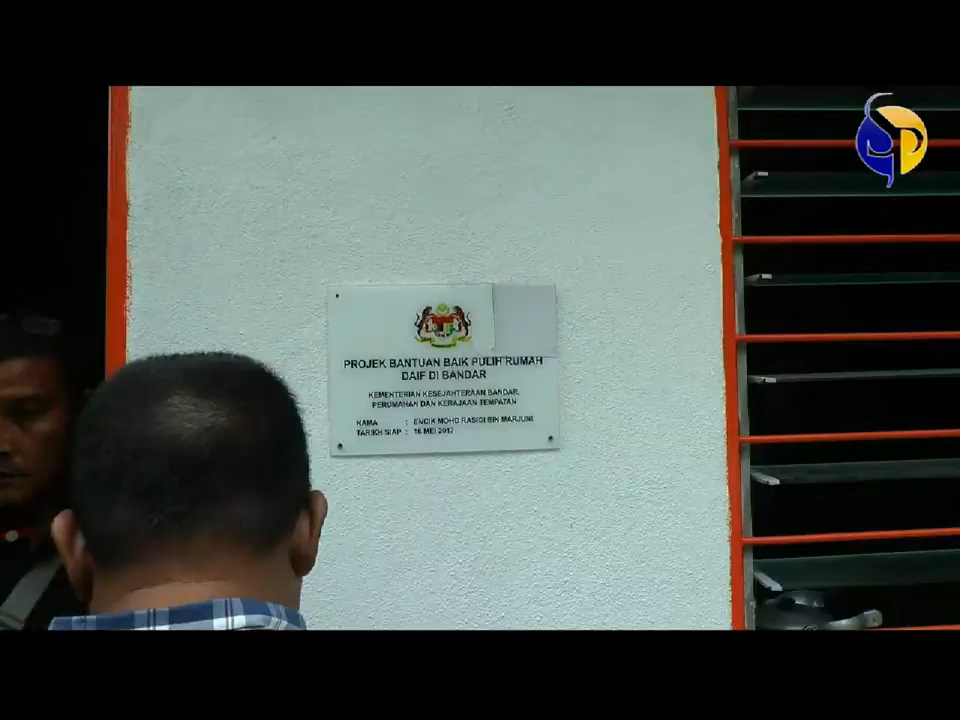 PROJEK BANTUAN BAIK PULIH RUMAH
DAIF DI BANDAR
KEMENTERIAN KESEJAHTERAAN BANDAR,
PERUMAHAN DAN KERAJAAN TEMPATAN
NAMA : ENCIK MOHD RASIDI BIN MARJUNI
TARIKH SIAP : 16 MEI 2017